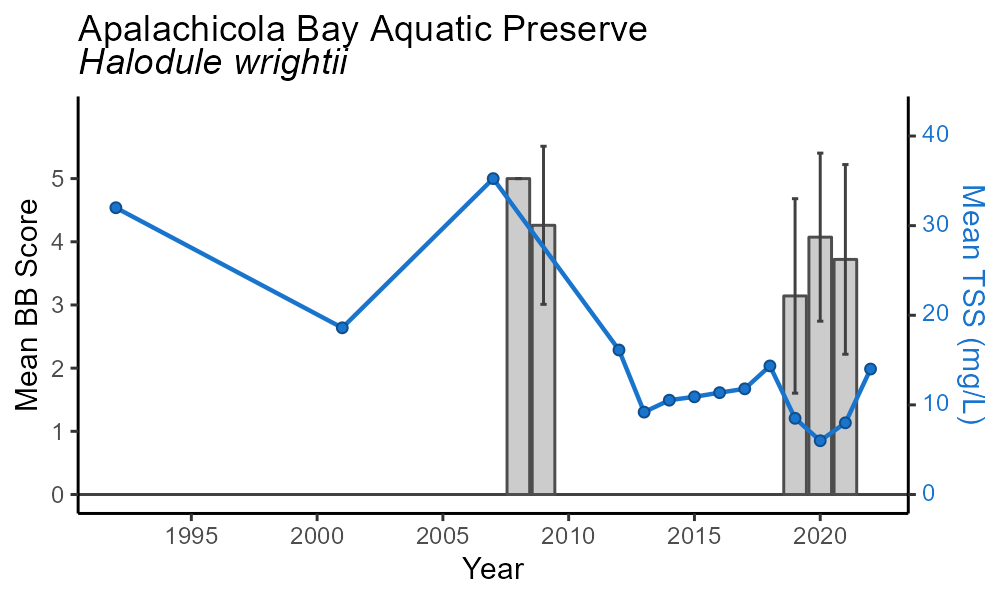 Apalachicola Bay Aquatic Preserve
Halodule wrightii
Mean BB Score
5
4
3
2
1
0
40
30
20
10
0
Mean TSS (mg/L)
1995 2000 2005 2010 2015 2020
Year